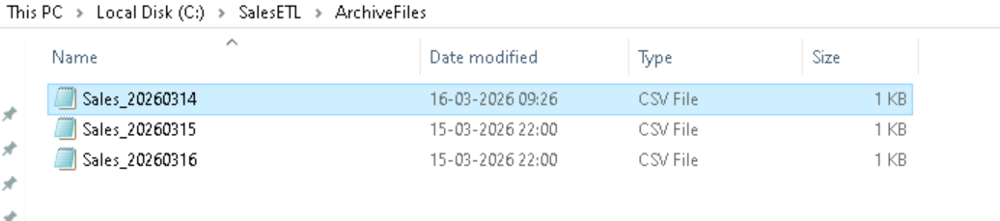 This PC > Local Disk (C:) > SalesETL > ArchiveFiles
Name Date modified Type Size
Sales_20260314 16-03-2026 09:26 CSV File 1 KB
Sales_20260315 15-03-2026 22:00 CSV File 1 KB
Sales_20260316 15-03-2026 22:00 CSV File 1 KB